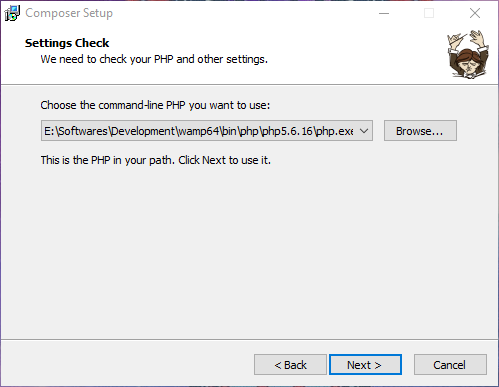 Composer Setup
Settings Check
We need to check your PHP and other settings.
Choose the command-line PHP you want to use:
E:\Softwares\Development\wamp64\bin\php\php5.6.16\php.exe
Browse...
This is the PHP in your path. Click Next to use it.
< Back
Next >
Cancel